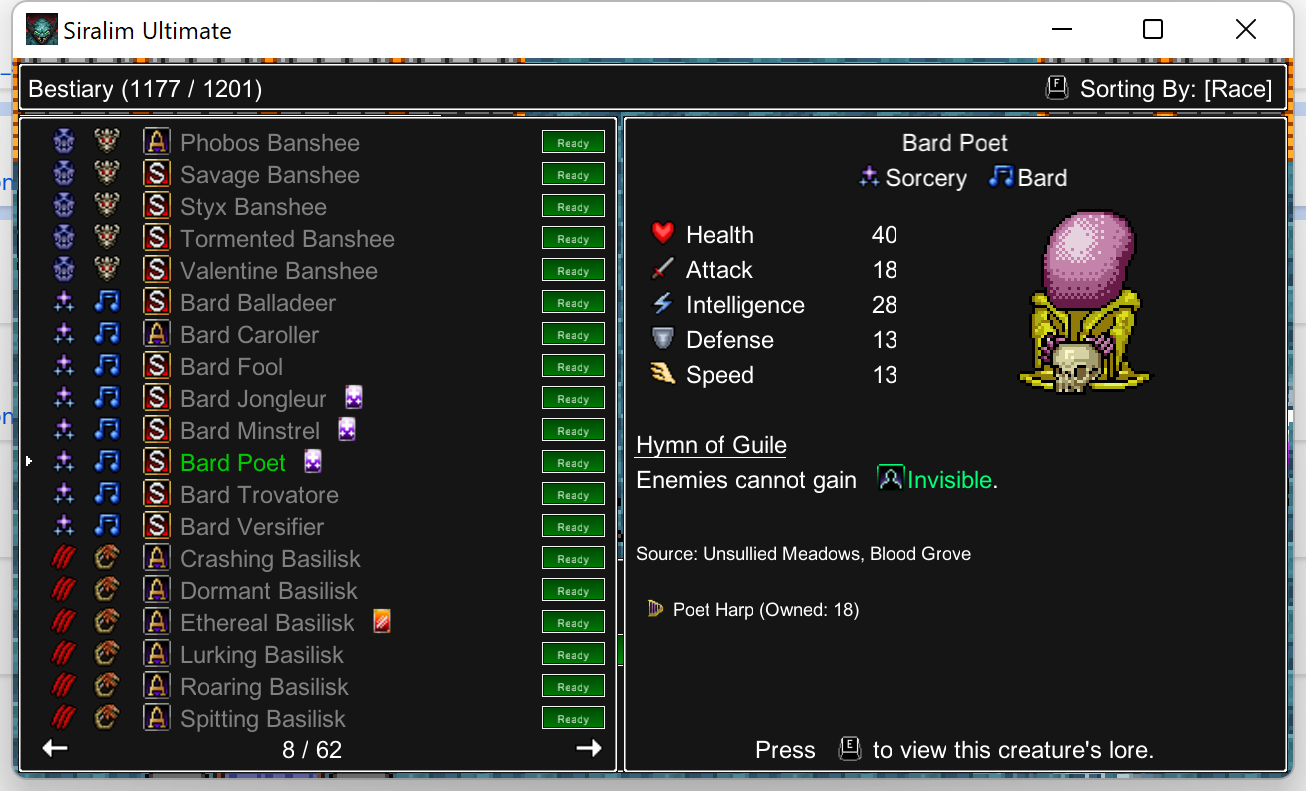 Siralim Ultimate
Bestiary (1177 / 1201)
F Sorting By: [Race]
A Phobos Banshee Ready
S Savage Banshee Ready
S Styx Banshee Ready
S Tormented Banshee Ready
S Valentine Banshee Ready
S Bard Balladeer Ready
A Bard Caroller Ready
S Bard Fool Ready
S Bard Jongleur Ready
S Bard Minstrel Ready
S Bard Poet Ready
S Bard Trovatore Ready
S Bard Versifier Ready
A Crashing Basilisk Ready
A Dormant Basilisk Ready
A Ethereal Basilisk Ready
A Lurking Basilisk Ready
A Roaring Basilisk Ready
A Spitting Basilisk Ready
8 / 62
Bard Poet
Sorcery Bard
Health 40
Attack 18
Intelligence 28
Defense 13
Speed 13
Hymn of Guile
Enemies cannot gain Invisible.
Source: Unsullied Meadows, Blood Grove
Poet Harp (Owned: 18)
Press E to view this creature's lore.